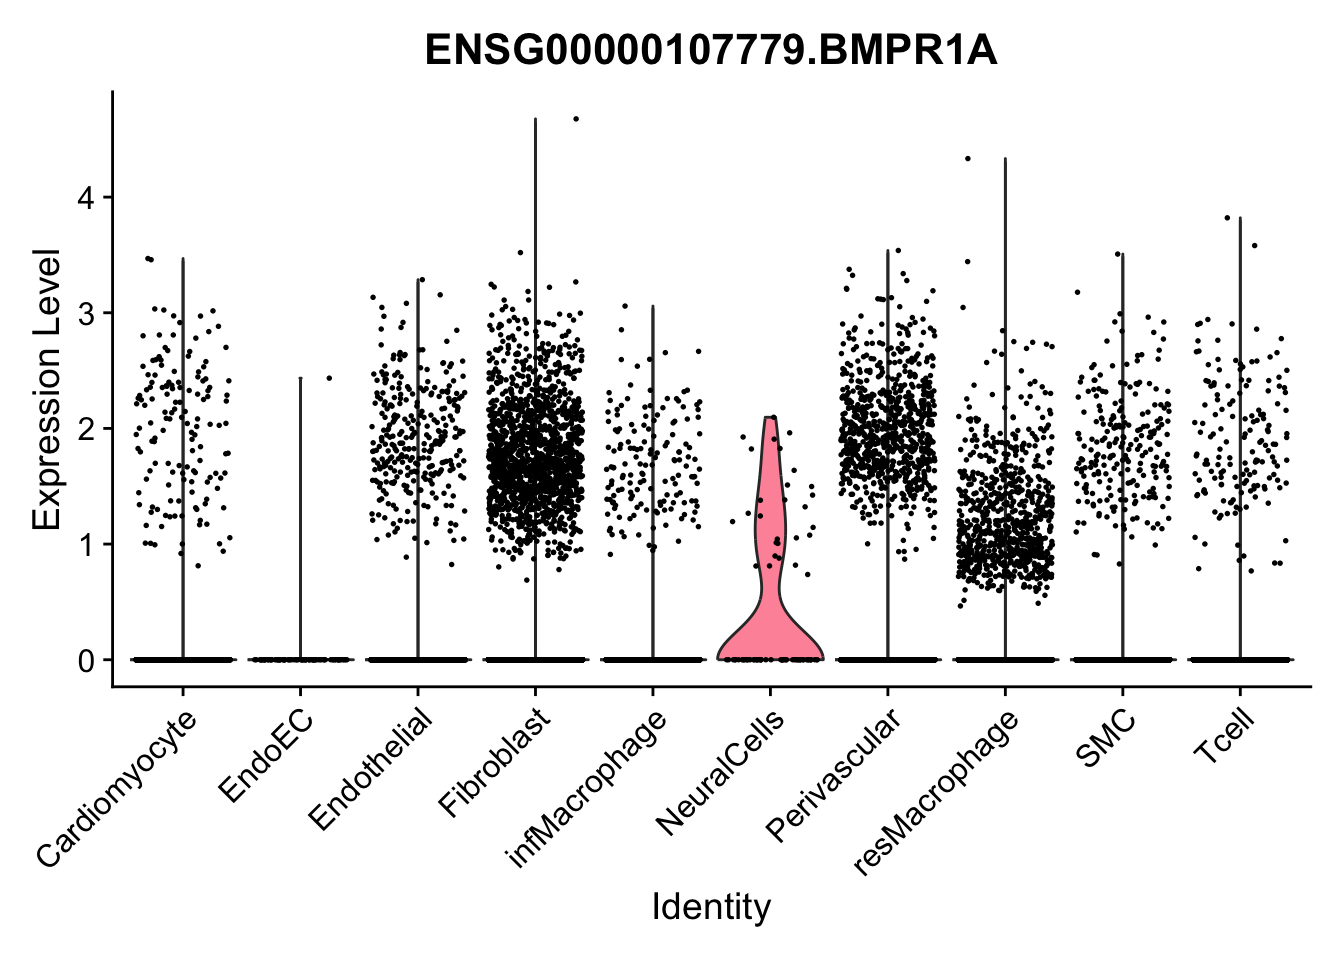 ENSG00000107779.BMPR1A
Expression Level
4
3
2
1
0
Cardiomyocyte
EndoEC
Endothelial
Fibroblast
infMacrophage
NeuralCells
Perivascular
resMacrophage
SMC
Tcell
Identity